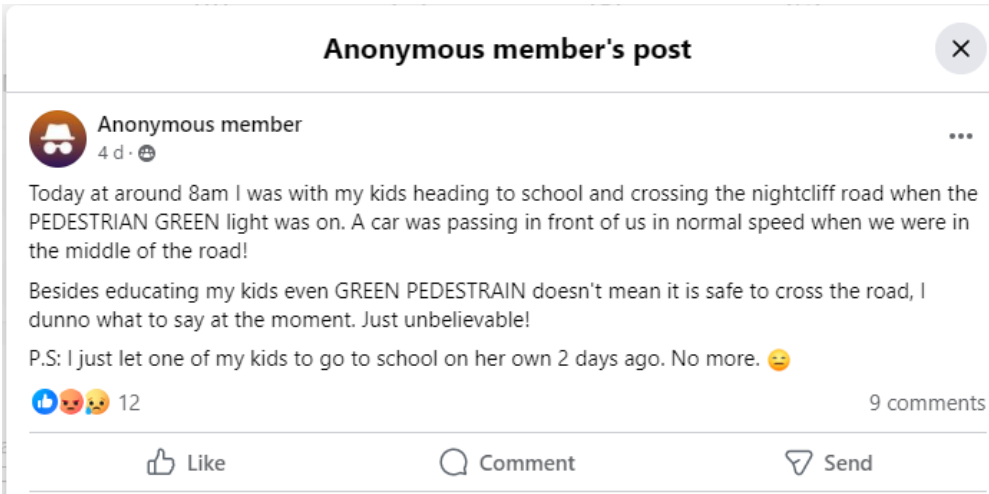 Anonymous member's post
Anonymous member
4 d ·
Today at around 8am I was with my kids heading to school and crossing the nightcliff road when the
PEDESTRIAN GREEN light was on. A car was passing in front of us in normal speed when we were in
the middle of the road!
Besides educating my kids even GREEN PEDESTRAIN doesn't mean it is safe to cross the road, I
dunno what to say at the moment. Just unbelievable!
P.S: I just let one of my kids to go to school on her own 2 days ago. No more. 😑
12
9 comments
Like
Comment
Send